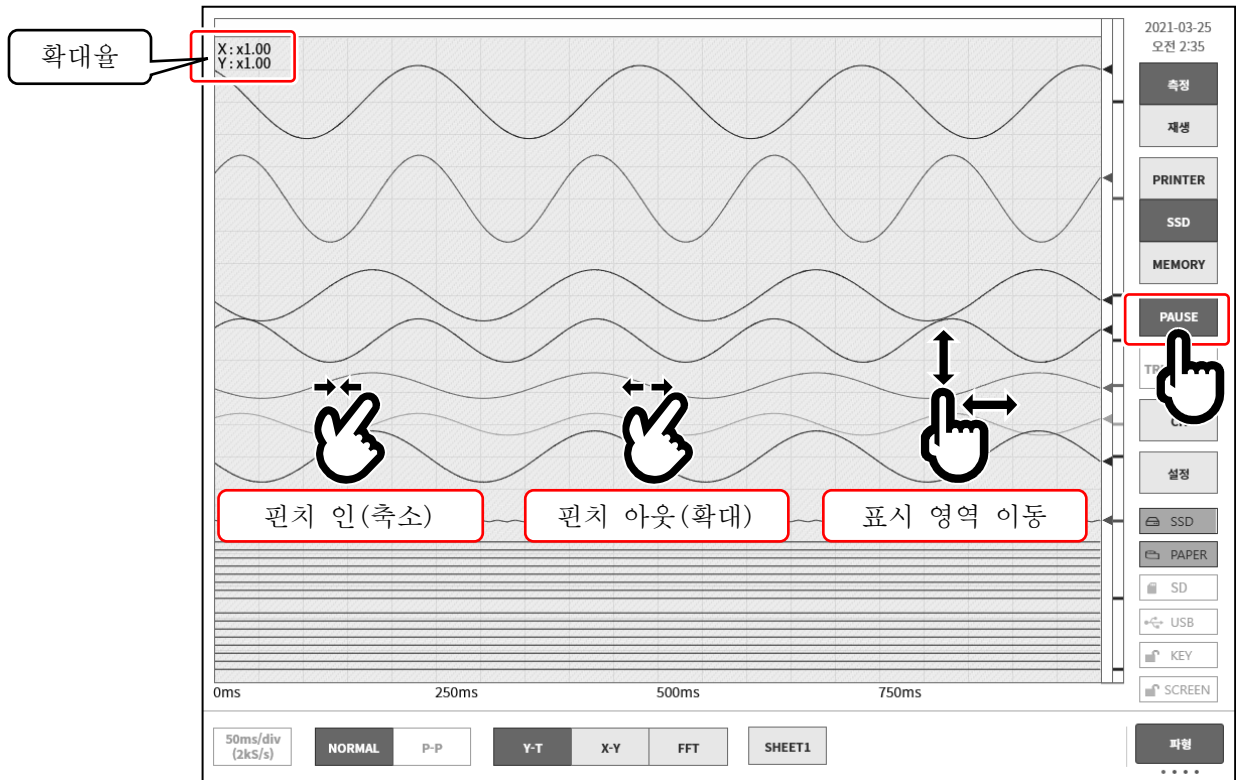 확대율
X: x1.00
Y: x1.00
2021-03-25
오전 2:35
측정
재생
PRINTER
SSD
MEMORY
PAUSE
설정
SSD
PAPER
SD
USB
KEY
SCREEN
핀치 인(축소)
핀치 아웃(확대)
표시 영역 이동
0ms
250ms
500ms
750ms
50ms/div
(2kS/s)
NORMAL
P-P
Y-T
X-Y
FFT
SHEET1
파형